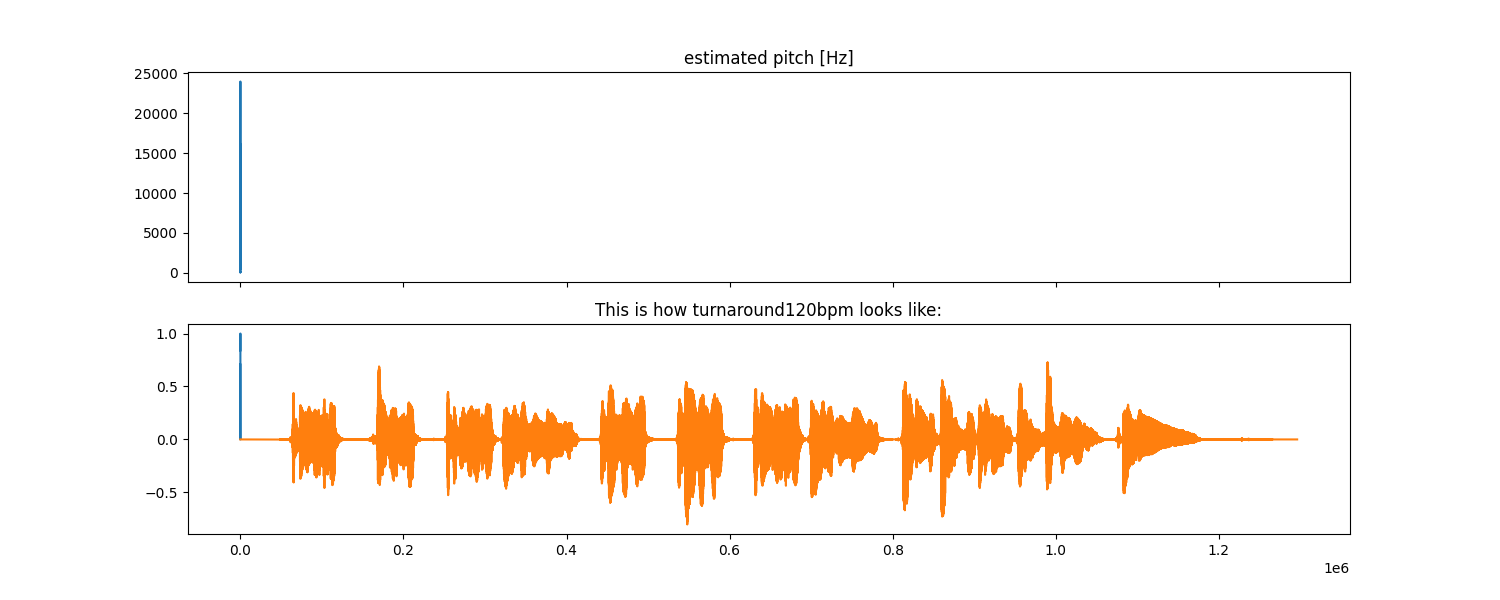 estimated pitch [Hz]
25000
20000
15000
10000
5000
0
This is how turnaround120bpm looks like:
1.0
0.5
0.0
−0.5
0.0 0.2 0.4 0.6 0.8 1.0 1.2
1e6